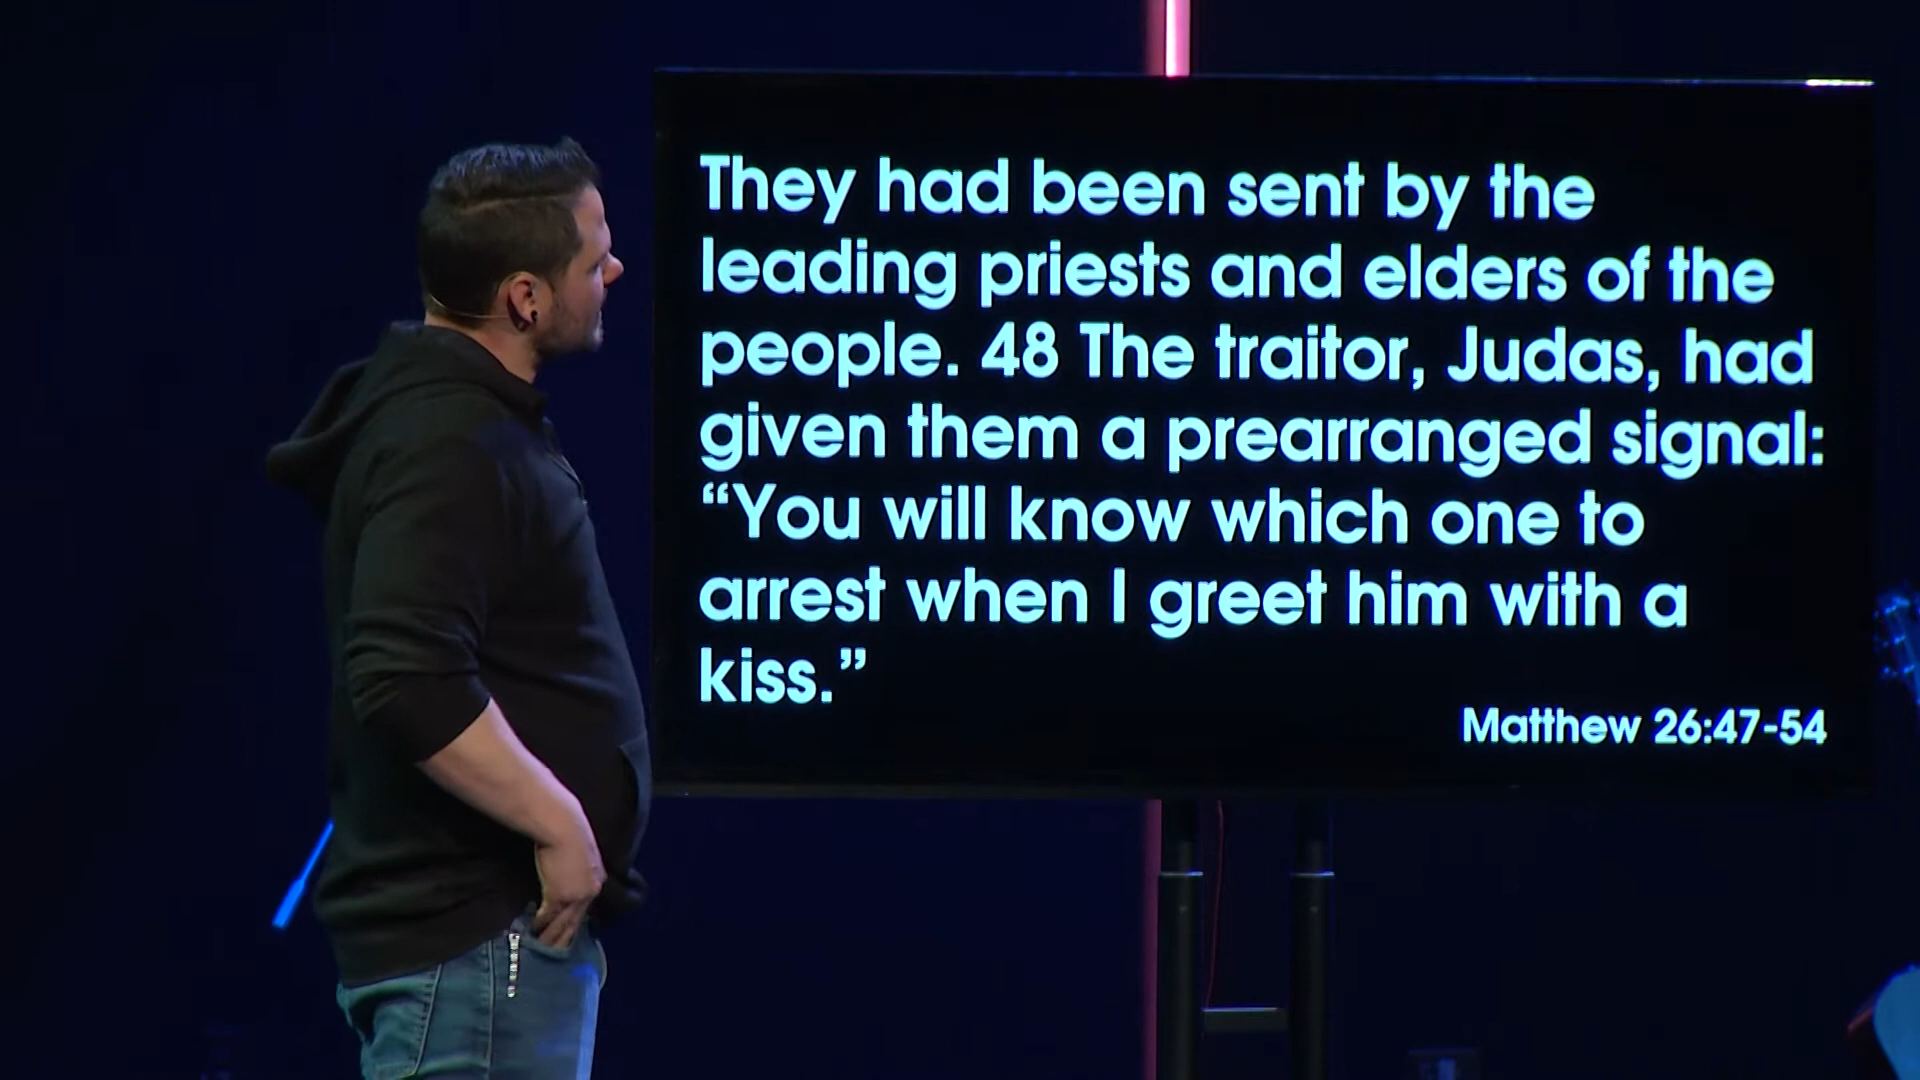 They had been sent by the
leading priests and elders of the
people. 48 The traitor, Judas, had
given them a prearranged signal:
“You will know which one to
arrest when I greet him with a
kiss.”
Matthew 26:47-54